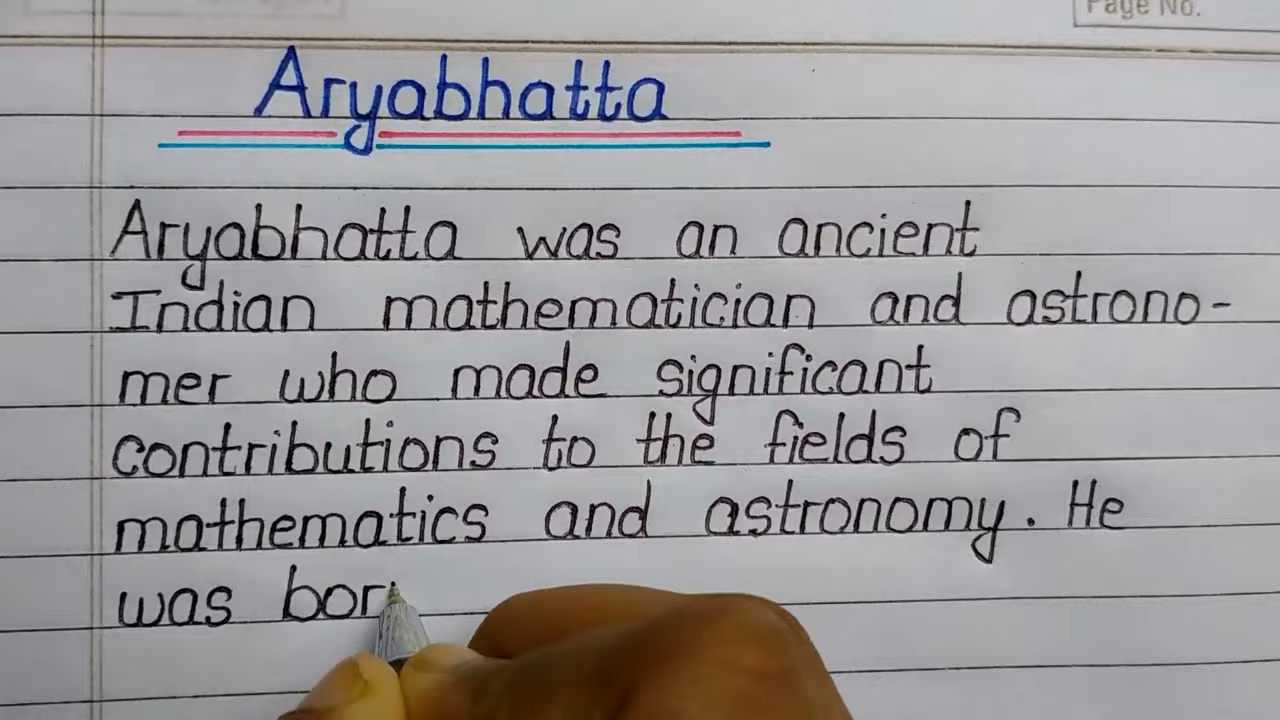 Page No.
Aryabhatta
Aryabhatta was an ancient
Indian mathematician and astrono-
mer who made significant
contributions to the fields of
mathematics and astronomy. He
was bor